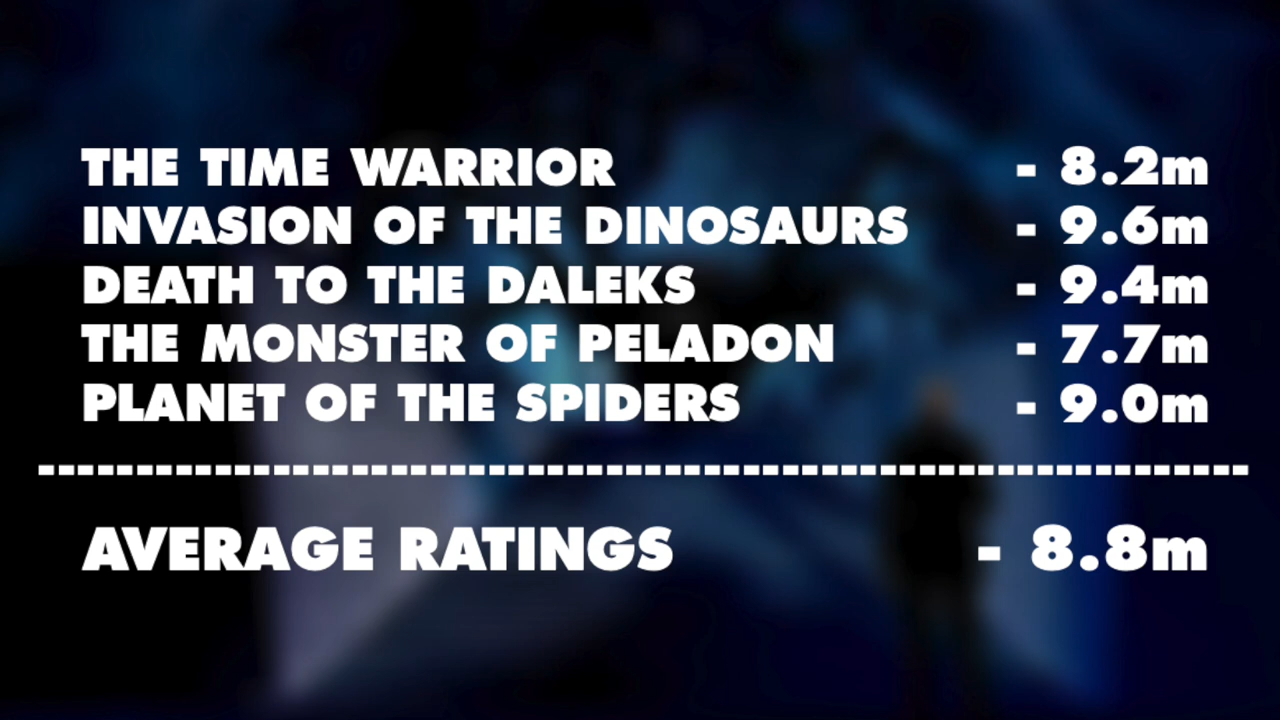 THE TIME WARRIOR - 8.2m
INVASION OF THE DINOSAURS - 9.6m
DEATH TO THE DALEKS - 9.4m
THE MONSTER OF PELADON - 7.7m
PLANET OF THE SPIDERS - 9.0m
AVERAGE RATINGS - 8.8m